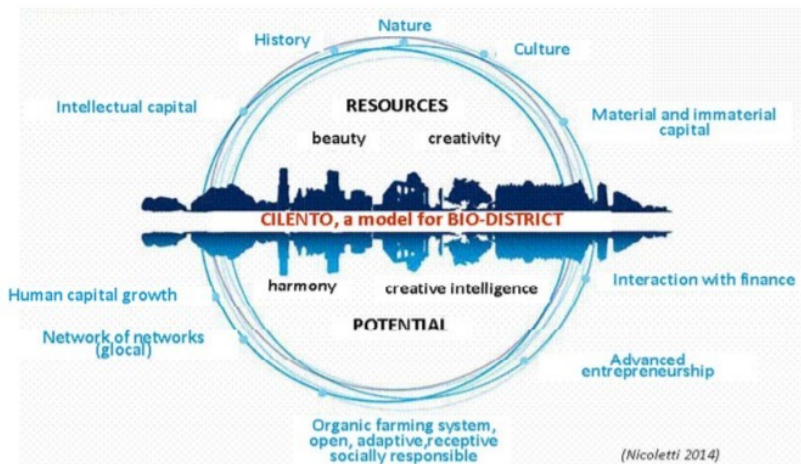 Nature
History
Culture
Intellectual capital
RESOURCES
Material and immaterial
capital
beauty
creativity
CILENTO, a model for BIO-DISTRICT
harmony
creative intelligence
Interaction with finance
Human capital growth
POTENTIAL
Network of networks
(glocal)
Advanced
entrepreneurship
Organic farming system,
open, adaptive,receptive
socially responsible
(Nicoletti 2014)